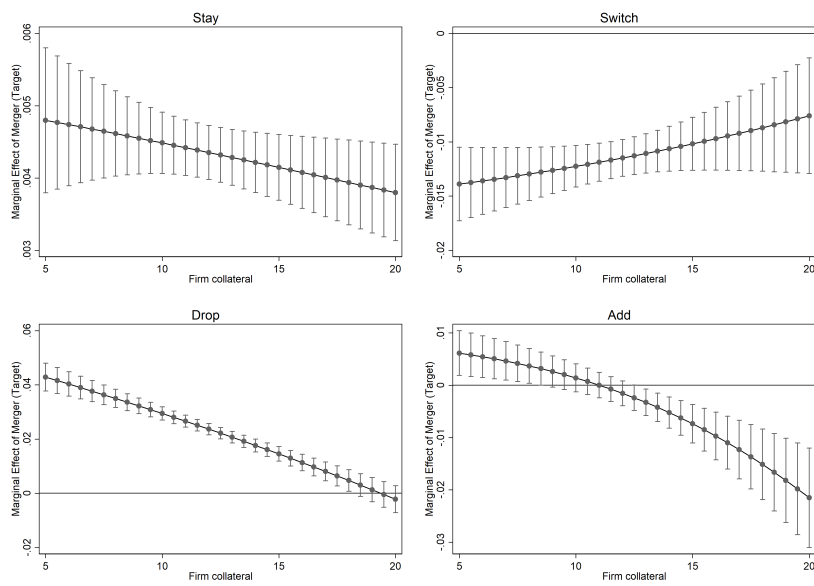 Stay
Marginal Effect of Merger (Target)
.006
.005
.004
.003
5
10
15
20
Firm collateral
Switch
Marginal Effect of Merger (Target)
0
-.005
-.01
-.015
-.02
5
10
15
20
Firm collateral
Drop
Marginal Effect of Merger (Target)
.06
.04
.02
0
-.02
5
10
15
20
Firm collateral
Add
Marginal Effect of Merger (Target)
.01
0
-.01
-.02
-.03
5
10
15
20
Firm collateral